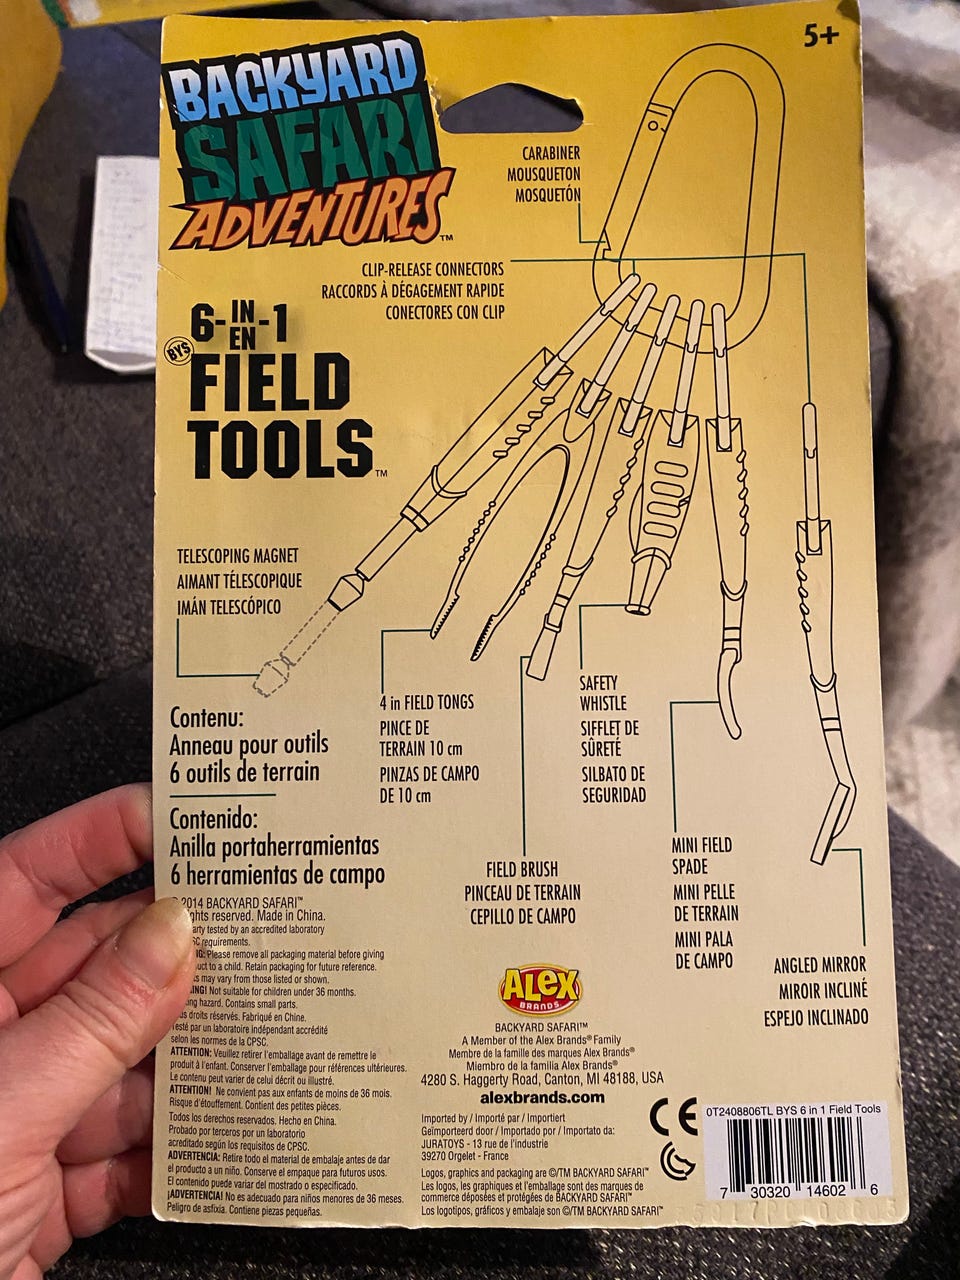 5+
BACKYARD
SAFARI
ADVENTURES™
CARABINER
MOUSQUETON
MOSQUETÓN
CLIP-RELEASE CONNECTORS
RACCORDS À DÉGAGEMENT RAPIDE
CONECTORES CON CLIP
6-IN-1
EN
BYS
FIELD
TOOLS™
TELESCOPING MAGNET
AIMANT TÉLESCOPIQUE
IMÁN TELESCÓPICO
4 in FIELD TONGS
PINCE DE
TERRAIN 10 cm
PINZAS DE CAMPO
DE 10 cm
SAFETY
WHISTLE
SIFFLET DE
SÛRETÉ
SILBATO DE
SEGURIDAD
Contenu:
Anneau pour outils
6 outils de terrain
Contenido:
Anilla portaherramientas
6 herramientas de campo
FIELD BRUSH
PINCEAU DE TERRAIN
CEPILLO DE CAMPO
MINI FIELD
SPADE
MINI PELLE
DE TERRAIN
MINI PALA
DE CAMPO
ANGLED MIRROR
MIROIR INCLINÉ
ESPEJO INCLINADO
2014 BACKYARD SAFARI™
ghts reserved. Made in China.
arty tested by an accredited laboratory
SC requirements.
G: Please remove all packaging material before giving
uct to a child. Retain packaging for future reference.
s may vary from those listed or shown.
ING! Not suitable for children under 36 months.
ng hazard. Contains small parts.
s droits réservés. Fabriqué en Chine.
esté par un laboratoire indépendant accrédité
selon les normes de la CPSC.
ATTENTION: Veuillez retirer l'emballage avant de remettre le
produit à l'enfant. Conserver l'emballage pour références ultérieures.
Le contenu peut varier de celui décrit ou illustré.
ATTENTION! Ne convient pas aux enfants de moins de 36 mois.
Risque d'étouffement. Contient des petites pièces.
Todos los derechos reservados. Hecho en China.
Probado por terceros por un laboratorio
acreditado según los requisitos de CPSC.
ADVERTENCIA: Retire todo el material de embalaje antes de dar
el producto a un niño. Conserve el empaque para futuros usos.
El contenido puede variar del mostrado o especificado.
¡ADVERTENCIA! No es adecuado para niños menores de 36 meses.
Peligro de asfixia. Contiene piezas pequeñas.
ALEX
BRANDS
BACKYARD SAFARI™
A Member of the Alex Brands® Family
Membre de la famille des marques Alex Brands®
Miembro de la familia Alex Brands®
4280 S. Haggerty Road, Canton, MI 48188, USA
alexbrands.com
Imported by / Importé par / Importiert
Geïmporteerd door / Importado por / Importato da:
JURATOYS - 13 rue de l'industrie
39270 Orgelet - France
Logos, graphics and packaging are ©/TM BACKYARD SAFARI™
Les logos, les graphiques et l'emballage sont des marques de
commerce déposées et protégées de BACKYARD SAFARI™
Los logotipos, gráficos y embalaje son ©/TM BACKYARD SAFARI™
CE
0T2408806TL BYS 6 in 1 Field Tools
7 30320 14602 6